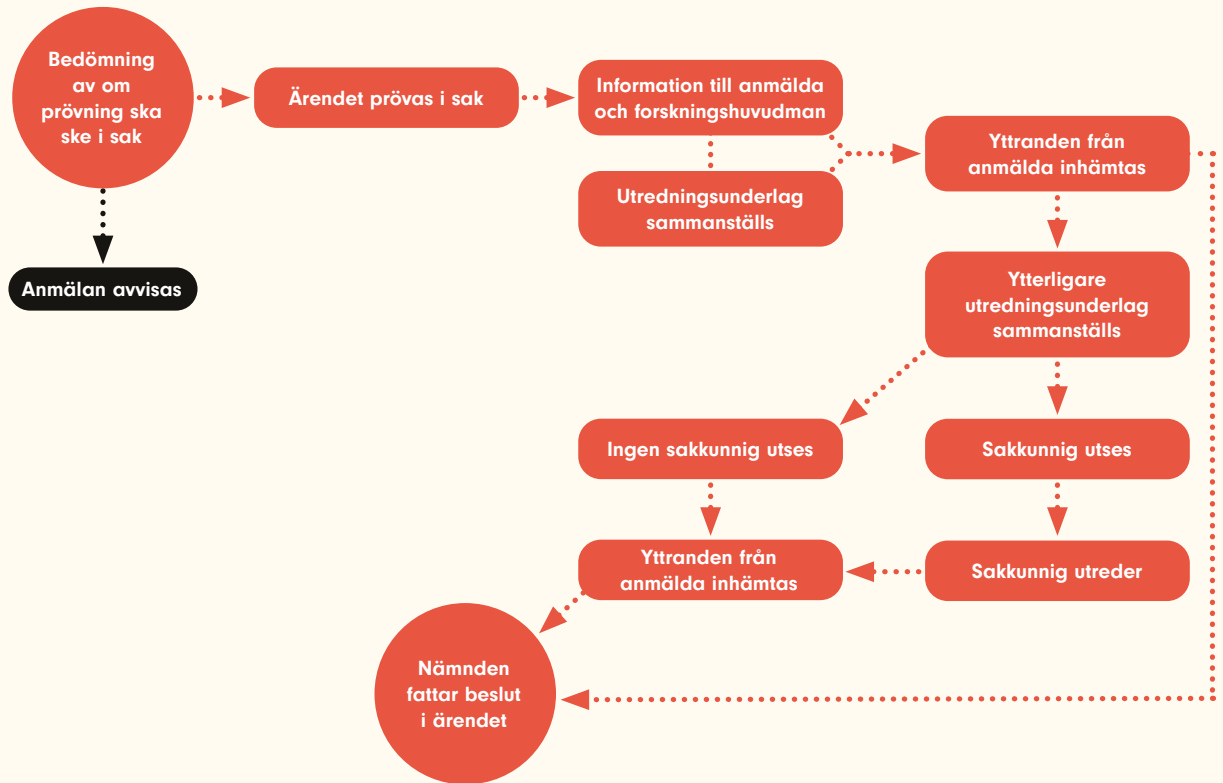 Bedömning
av om
prövning ska
ske i sak
Ärendet prövas i sak
Information till anmälda
och forskningshuvudman
Utredningsunderlag
sammanställs
Yttranden från
anmälda inhämtas
Anmälan avvisas
Ytterligare
utredningsunderlag
sammanställs
Ingen sakkunnig utses
Sakkunnig utses
Yttranden från
anmälda inhämtas
Sakkunnig utreder
Nämnden
fattar beslut
i ärendet